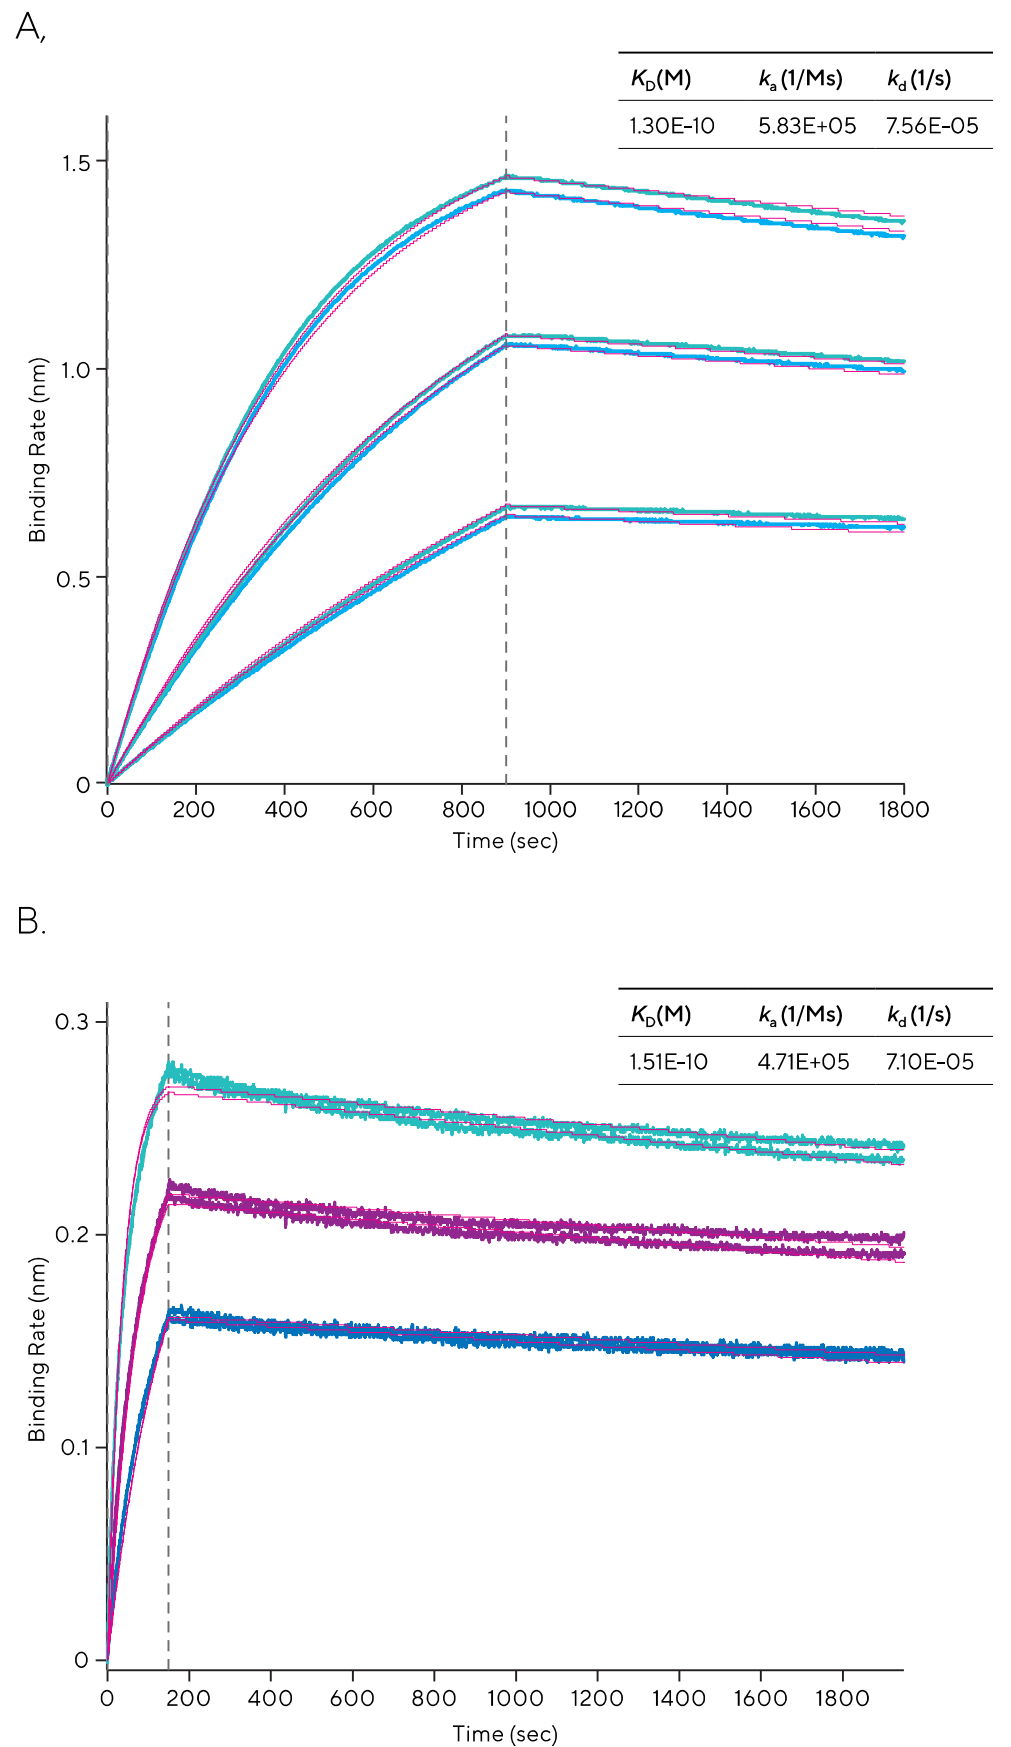 A,
K_D(M) k_a(1/Ms) k_d(1/s)
1.30E-10 5.83E+05 7.56E-05
1.5
1.0
0.5
0
Binding Rate (nm)
0 200 400 600 800 1000 1200 1400 1600 1800
Time (sec)
B.
K_D(M) k_a(1/Ms) k_d(1/s)
1.51E-10 4.71E+05 7.10E-05
0.3
0.2
0.1
0
Binding Rate (nm)
0 200 400 600 800 1000 1200 1400 1600 1800
Time (sec)